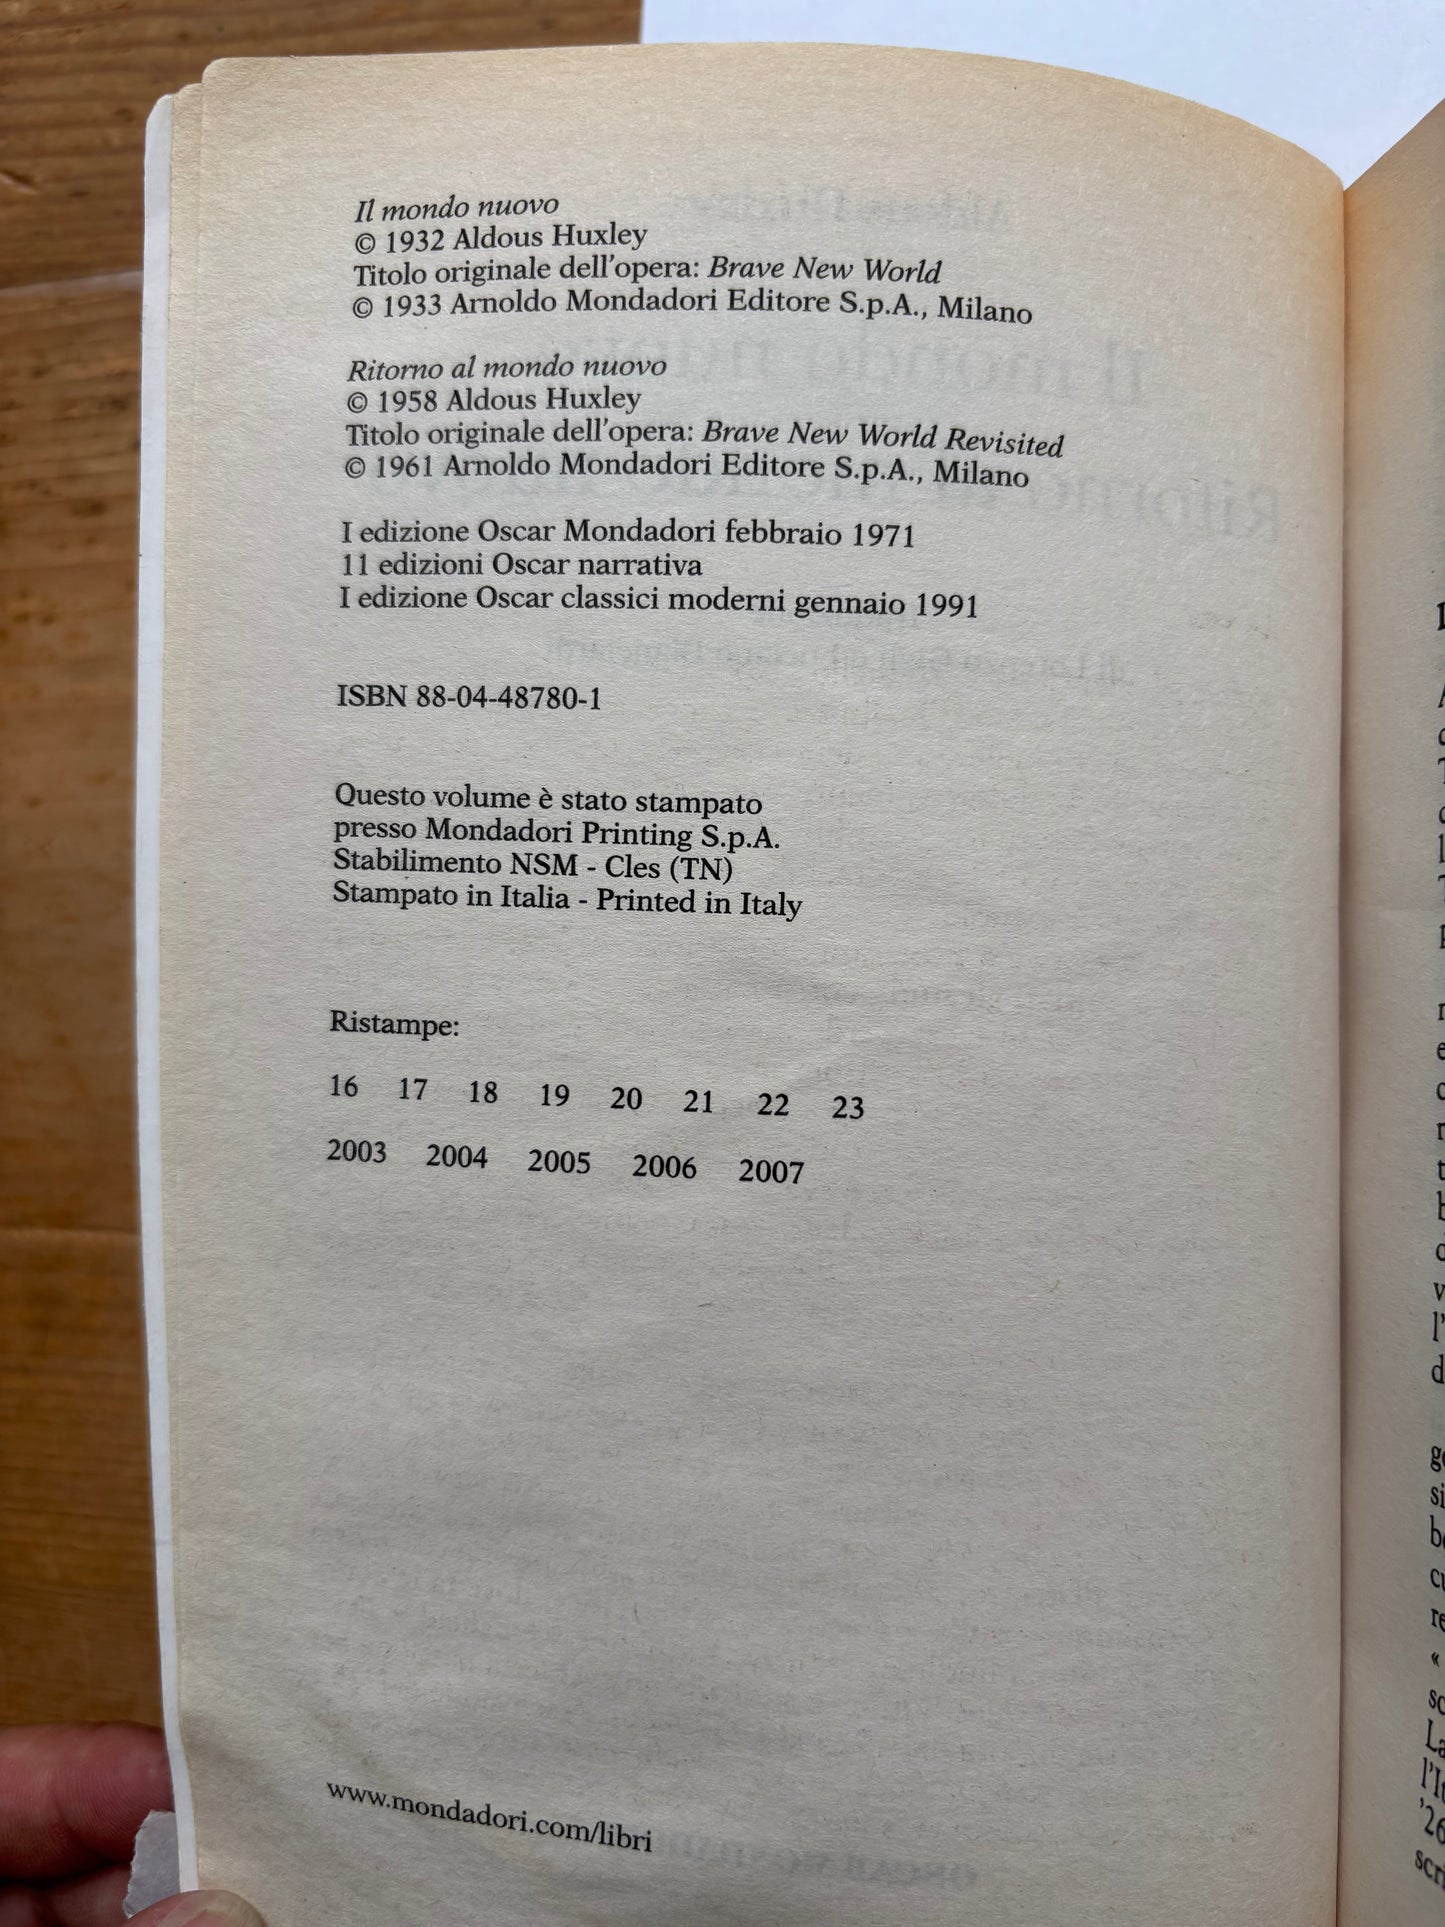 Il mondo nuovo
© 1932 Aldous Huxley
Titolo originale dell'opera: Brave New World
© 1933 Arnoldo Mondadori Editore S.p.A., Milano
Ritorno al mondo nuovo
© 1958 Aldous Huxley
Titolo originale dell'opera: Brave New World Revisited
© 1961 Arnoldo Mondadori Editore S.p.A., Milano
I edizione Oscar Mondadori febbraio 1971
11 edizioni Oscar narrativa
I edizione Oscar classici moderni gennaio 1991
ISBN 88-04-48780-1
Questo volume è stato stampato
presso Mondadori Printing S.p.A.
Stabilimento NSM - Cles (TN)
Stampato in Italia - Printed in Italy
Ristampe:
16 17 18 19 20 21 22 23
2003 2004 2005 2006 2007
www.mondadori.com/libri